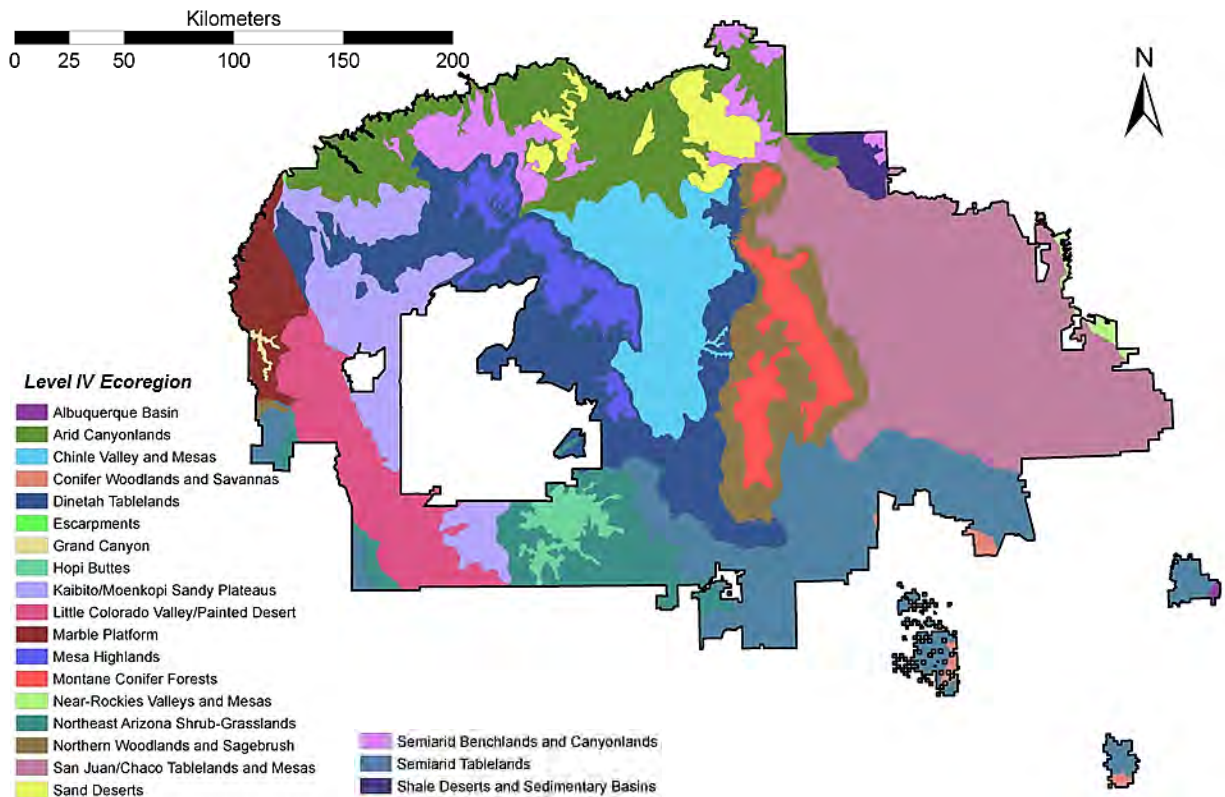 Kilometers
0 25 50 100 150 200
N
Level IV Ecoregion
Albuquerque Basin
Arid Canyonlands
Chinle Valley and Mesas
Conifer Woodlands and Savannas
Dinetah Tablelands
Escarpments
Grand Canyon
Hopi Buttes
Kaibito/Moenkopi Sandy Plateaus
Little Colorado Valley/Painted Desert
Marble Platform
Mesa Highlands
Montane Conifer Forests
Near-Rockies Valleys and Mesas
Northeast Arizona Shrub-Grasslands
Northern Woodlands and Sagebrush
San Juan/Chaco Tablelands and Mesas
Sand Deserts
Semiarid Benchlands and Canyonlands
Semiarid Tablelands
Shale Deserts and Sedimentary Basins